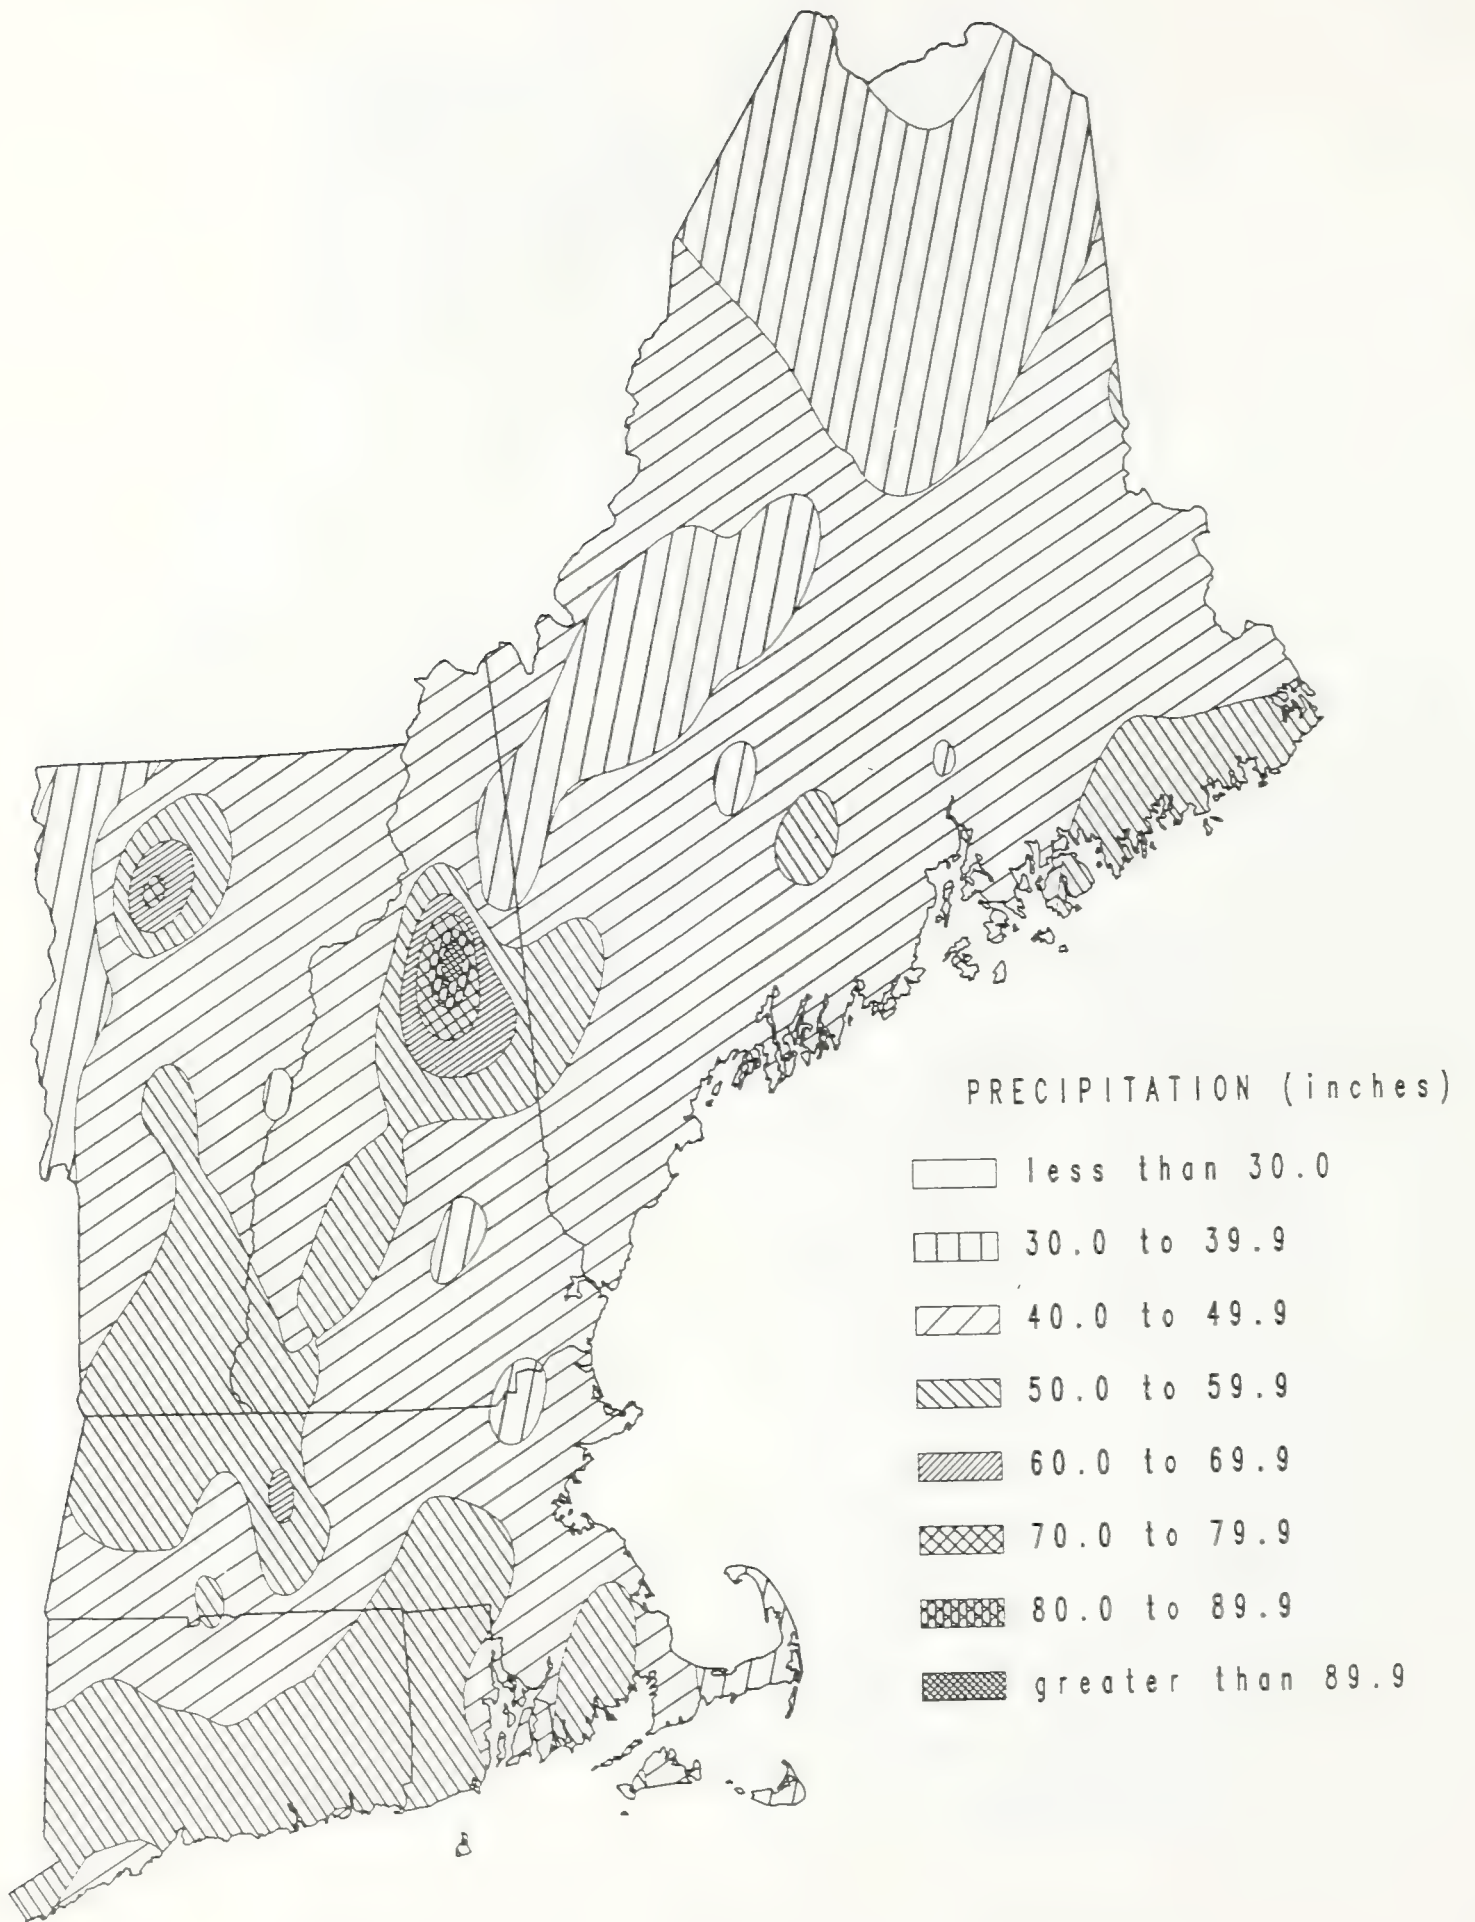 PRECIPITATION (inches)
less than 30.0
30.0 to 39.9
40.0 to 49.9
50.0 to 59.9
60.0 to 69.9
70.0 to 79.9
80.0 to 89.9
greater than 89.9